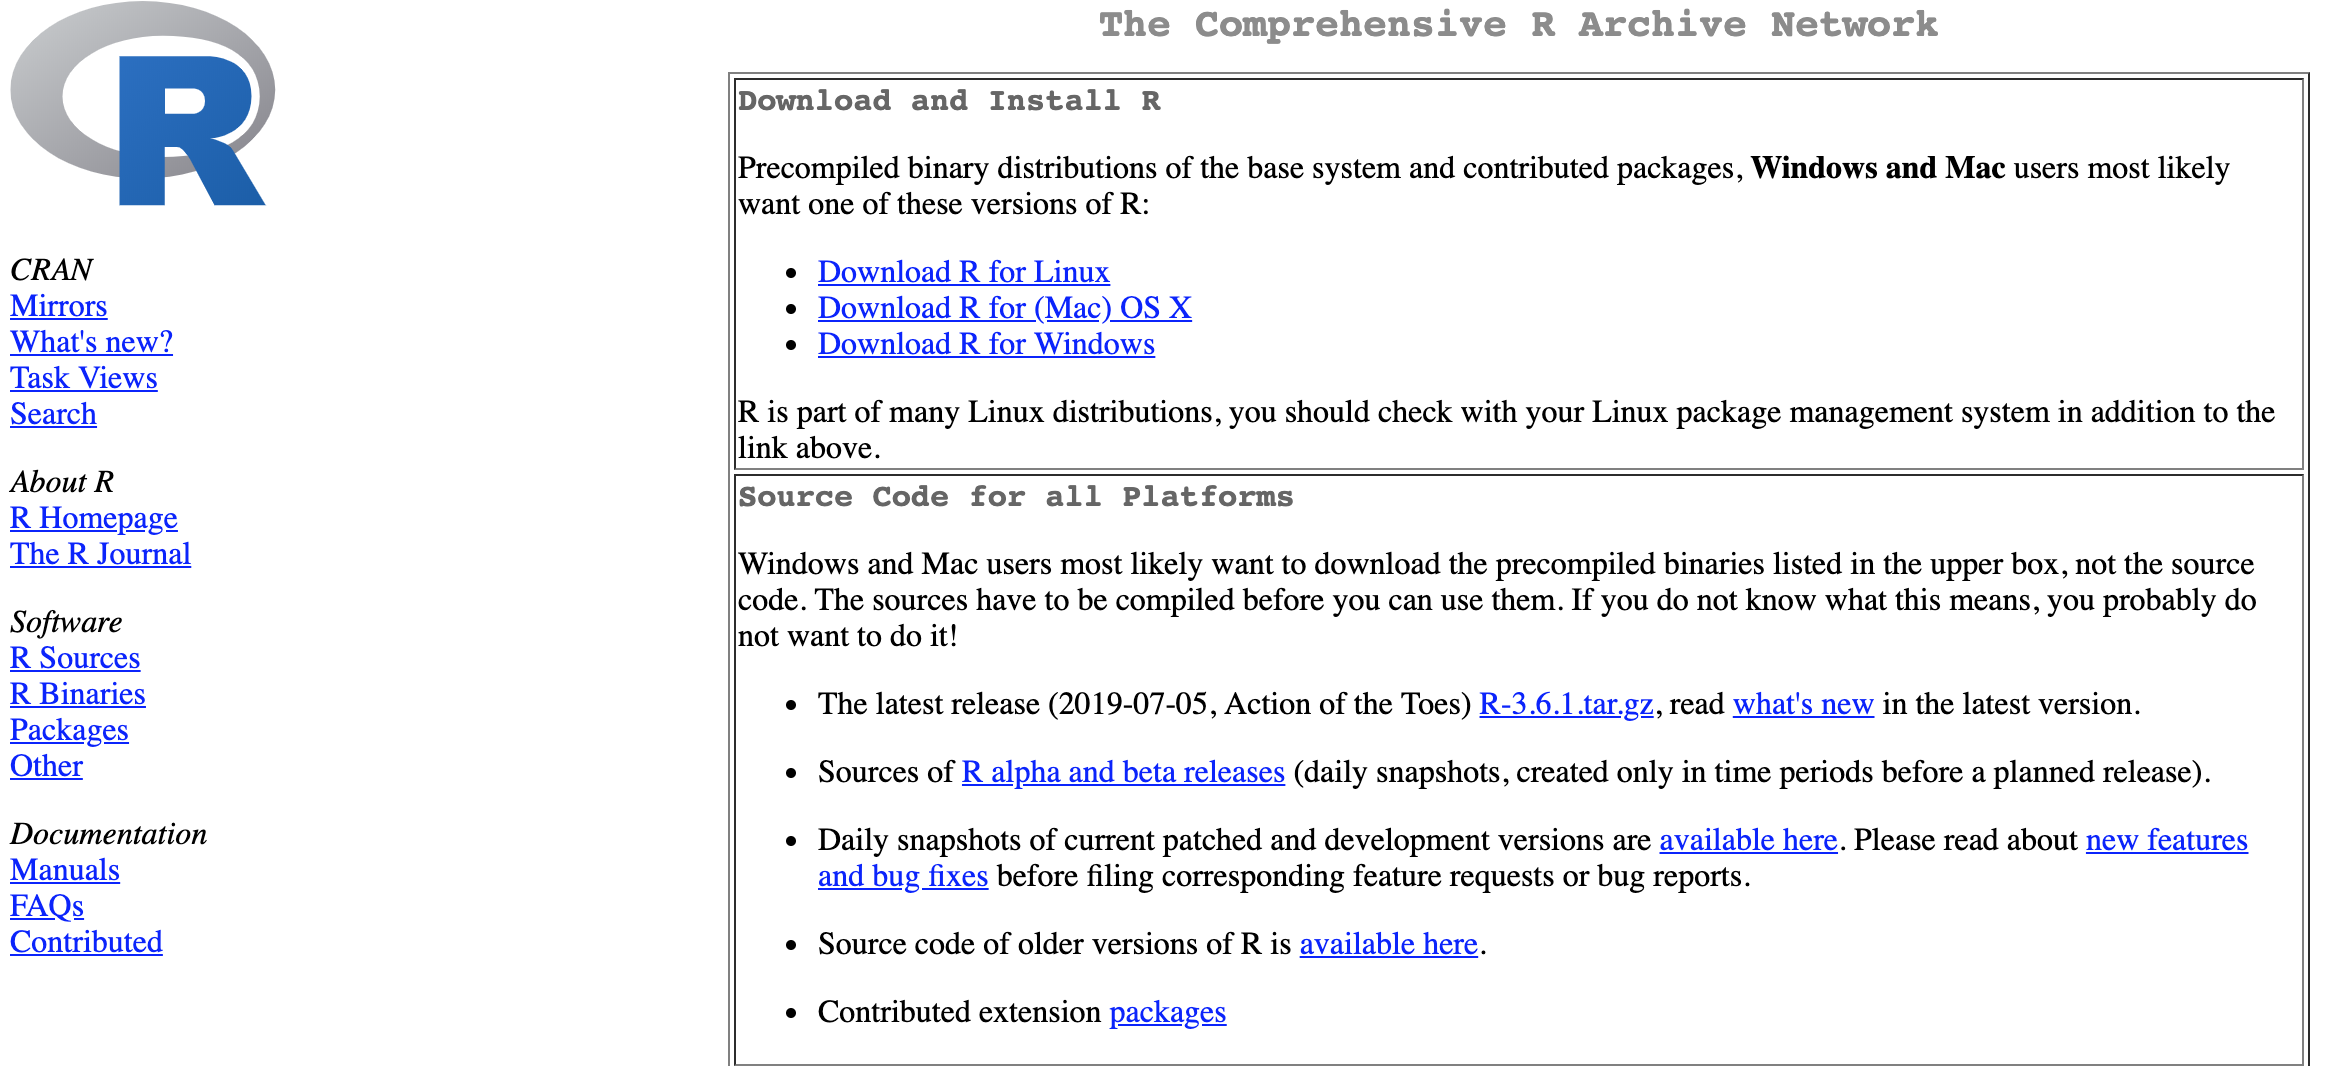 R
CRAN
Mirrors
What's new?
Task Views
Search
About R
R Homepage
The R Journal
Software
R Sources
R Binaries
Packages
Other
Documentation
Manuals
FAQs
Contributed
The Comprehensive R Archive Network
Download and Install R
Precompiled binary distributions of the base system and contributed packages, Windows and Mac users most likely
want one of these versions of R:
• Download R for Linux
• Download R for (Mac) OS X
• Download R for Windows
R is part of many Linux distributions, you should check with your Linux package management system in addition to the
link above.
Source Code for all Platforms
Windows and Mac users most likely want to download the precompiled binaries listed in the upper box, not the source
code. The sources have to be compiled before you can use them. If you do not know what this means, you probably do
not want to do it!
• The latest release (2019-07-05, Action of the Toes) R-3.6.1.tar.gz, read what's new in the latest version.
• Sources of R alpha and beta releases (daily snapshots, created only in time periods before a planned release).
• Daily snapshots of current patched and development versions are available here. Please read about new features
and bug fixes before filing corresponding feature requests or bug reports.
• Source code of older versions of R is available here.
• Contributed extension packages